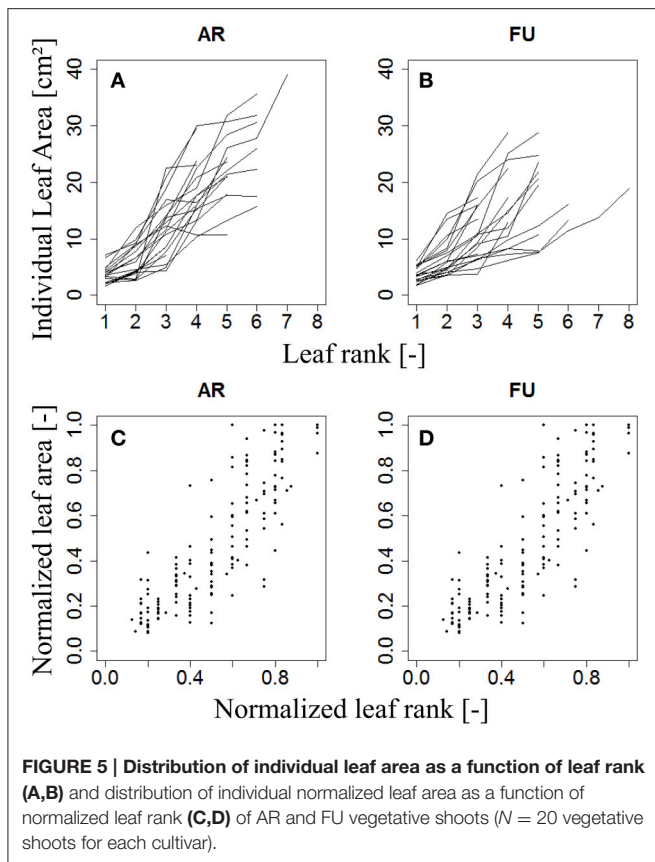 AR FU
A B
Individual Leaf Area [cm²]
40
30
20
10
0
40
30
20
10
0
1 2 3 4 5 6 7 8 1 2 3 4 5 6 7 8
Leaf rank [-]
AR FU
C D
Normalized leaf area [-]
1.0
0.8
0.6
0.4
0.2
0.0
1.0
0.8
0.6
0.4
0.2
0.0
0.0 0.4 0.8 0.0 0.4 0.8
Normalized leaf rank [-]
FIGURE 5 | Distribution of individual leaf area as a function of leaf rank
(A,B) and distribution of individual normalized leaf area as a function of
normalized leaf rank (C,D) of AR and FU vegetative shoots (N = 20 vegetative
shoots for each cultivar).